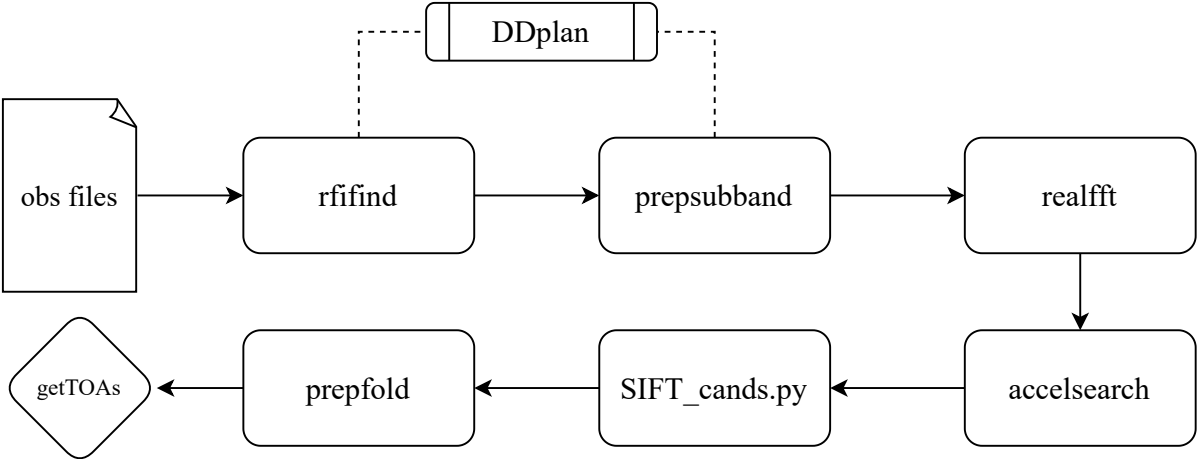 DDplan
obs files
rfifind
prepsubband
realfft
accelsearch
SIFT_cands.py
prepfold
getTOAs